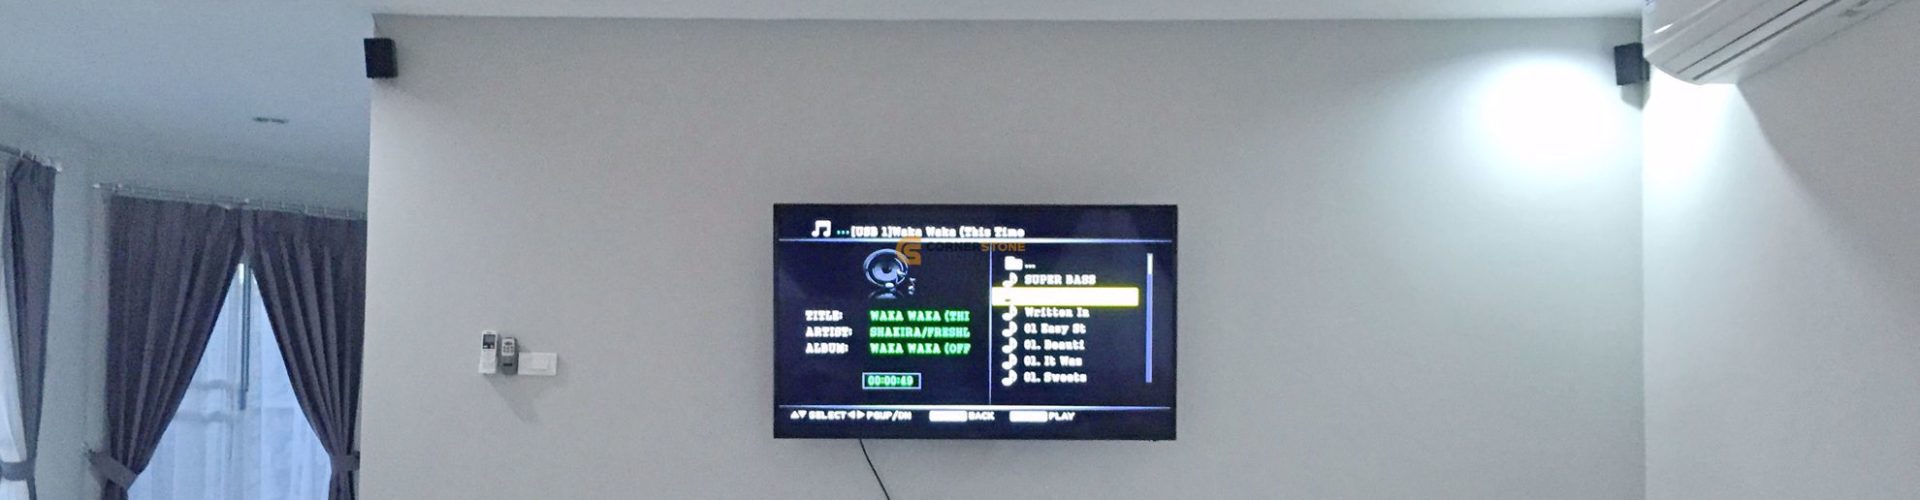 ...[USB 1]Waka Waka (This Time
CORNERSTONE
TITLE: WAKA WAKA (THI
ARTIST: SHAKIRA/FRESHL
ALBUM: WAKA WAKA (OFF
00:00:49
...
SUPER BASS
Written In
01 Easy St
01. Beauti
01. It Was
01. Sweets
SELECT PGUP/DN BACK PLAY